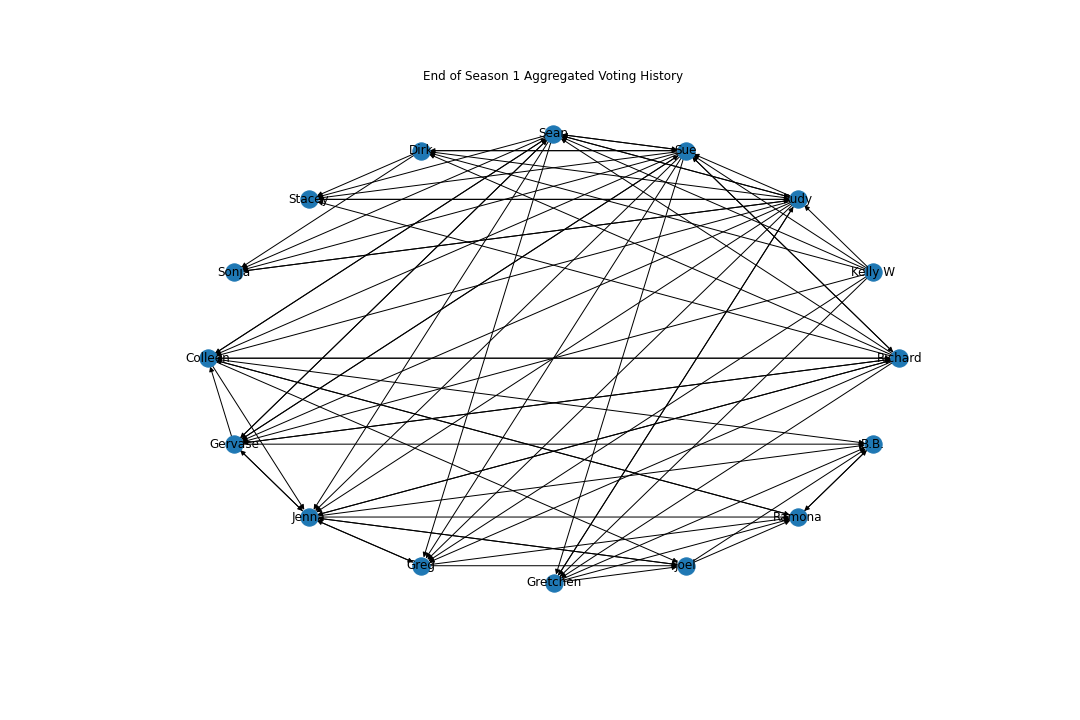 End of Season 1 Aggregated Voting History
Sean
Dirk
Sue
Stacey
Rudy
Sonja
Kelly W
Colleen
Richard
Gervase
B.B.
Jenna
Ramona
Greg
Joel
Gretchen